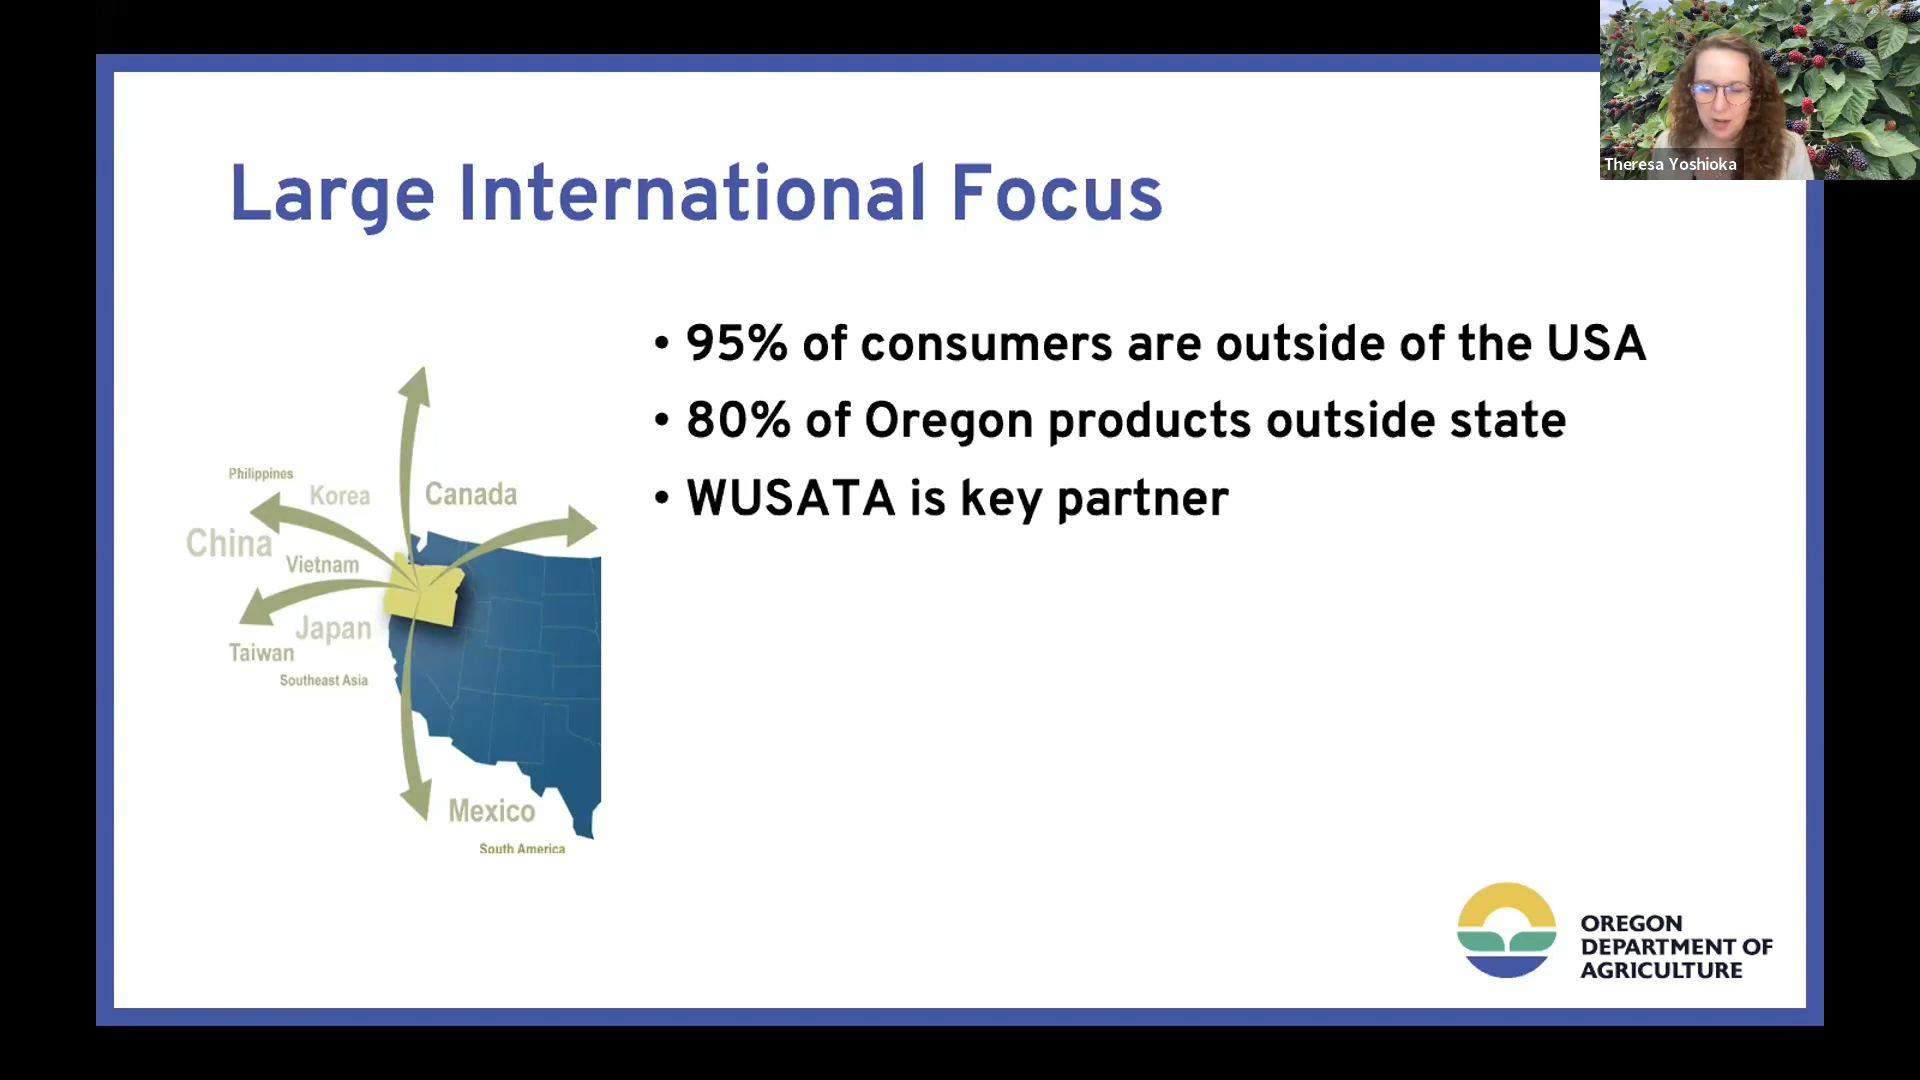 Theresa Yoshioka
Large International Focus
• 95% of consumers are outside of the USA
• 80% of Oregon products outside state
• WUSATA is key partner
Philippines
Korea
Canada
China
Vietnam
Japan
Taiwan
Southeast Asia
Mexico
South America
OREGON
DEPARTMENT OF
AGRICULTURE